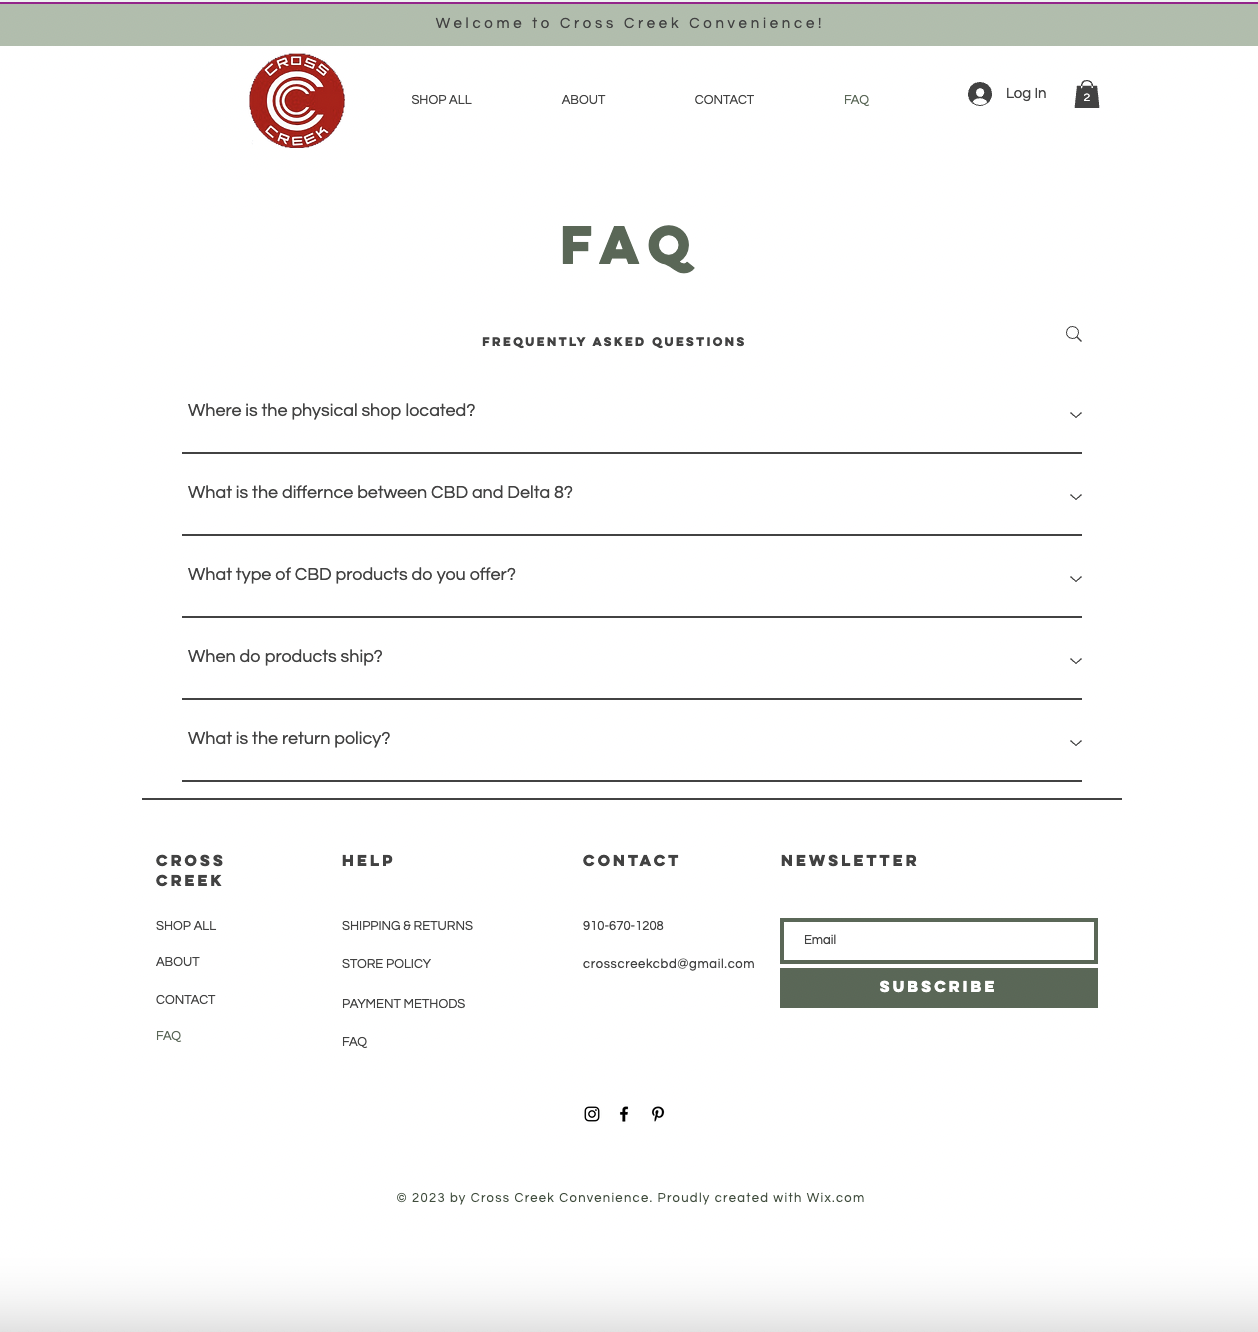 Welcome to Cross Creek Convenience!
CROSS
CREEK
SHOP ALL
ABOUT
CONTACT
FAQ
Log In
2
FAQ
FREQUENTLY ASKED QUESTIONS
Where is the physical shop located?
What is the differnce between CBD and Delta 8?
What type of CBD products do you offer?
When do products ship?
What is the return policy?
CROSS
CREEK
SHOP ALL
ABOUT
CONTACT
FAQ
HELP
SHIPPING & RETURNS
STORE POLICY
PAYMENT METHODS
FAQ
CONTACT
910-670-1208
crosscreekcbd@gmail.com
NEWSLETTER
Email
SUBSCRIBE
© 2023 by Cross Creek Convenience. Proudly created with Wix.com